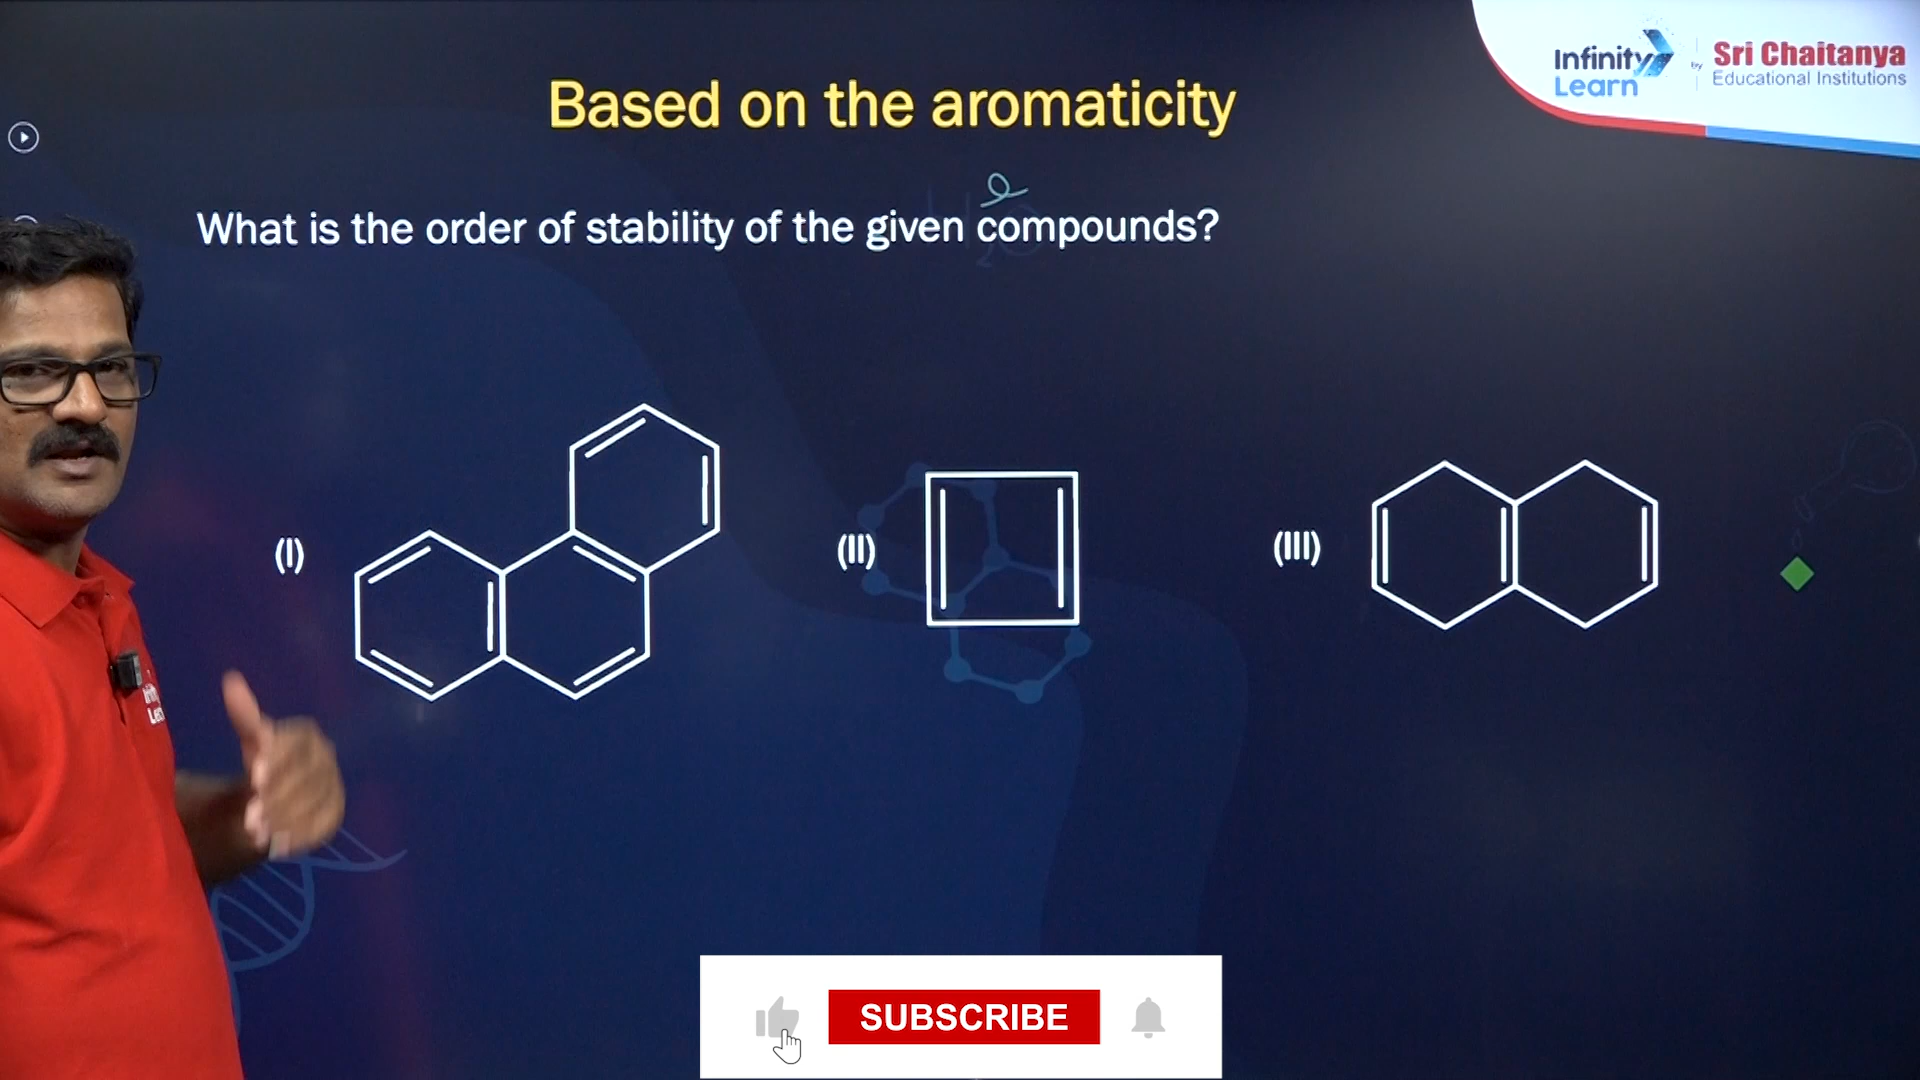 Infinity Learn
by
Sri Chaitanya
Educational Institutions
Based on the aromaticity
What is the order of stability of the given compounds?
(I)
(II)
(III)
SUBSCRIBE